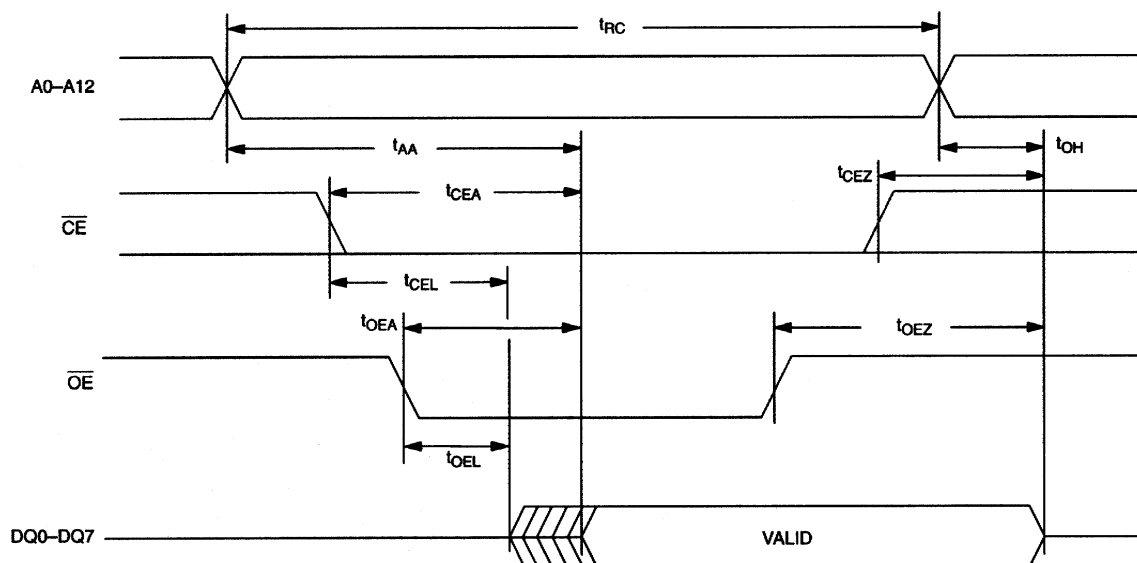 tRC
A0–A12
tAA
tOH
tCEA
tCEZ
CE
tCEL
tOEA
tOEZ
OE
tOEL
DQ0–DQ7
VALID